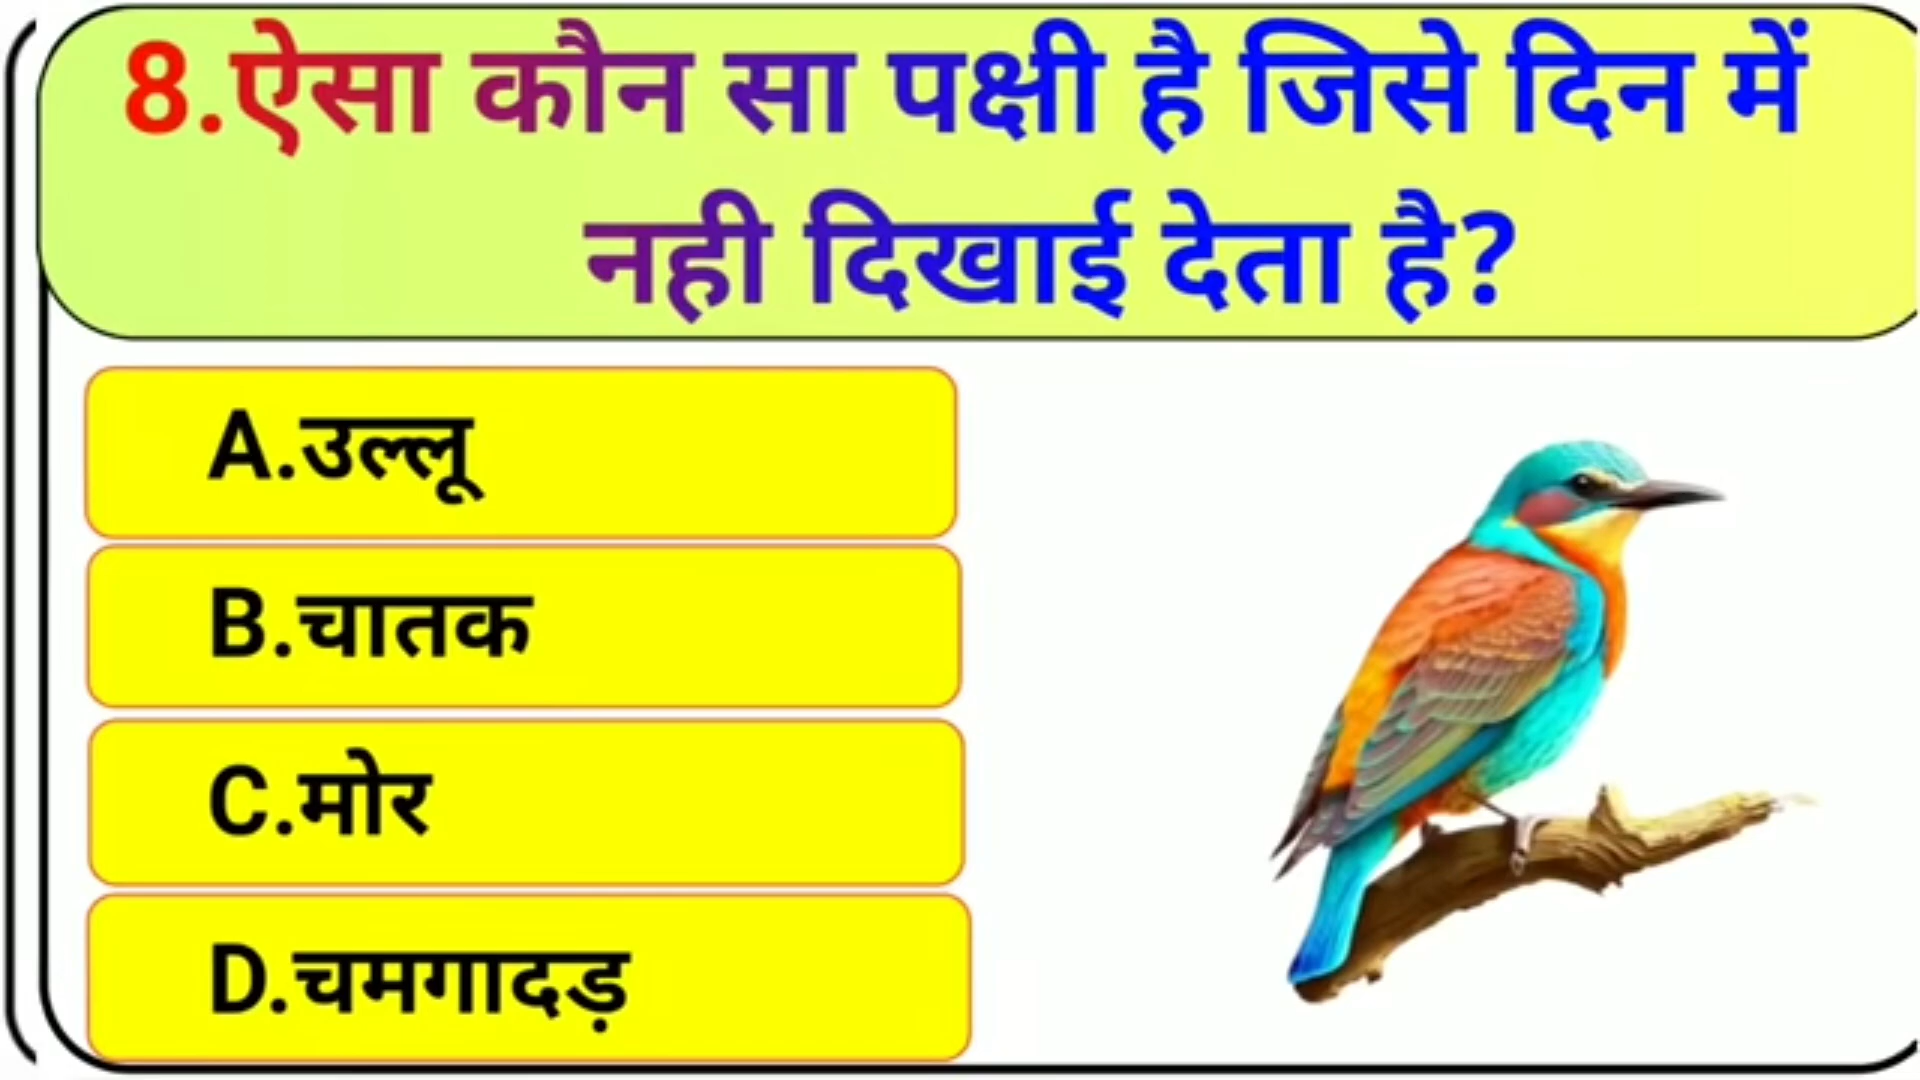 8.ऐसा कौन सा पक्षी है जिसे दिन में
नही दिखाई देता है?
A.उल्लू
B.चातक
C.मोर
D.चमगादड़